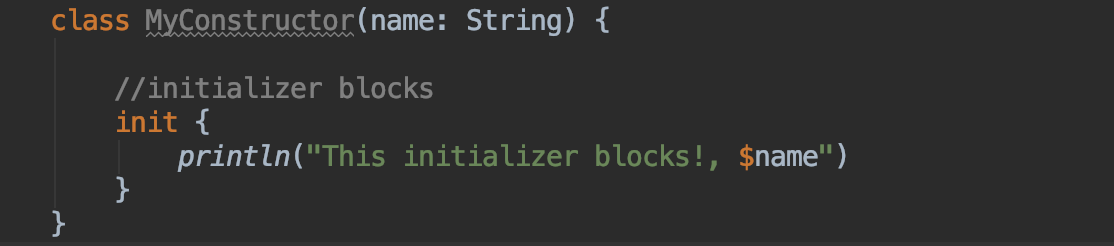 class MyConstructor(name: String) {
//initializer blocks
init {
println("This initializer blocks!, $name")
}
}